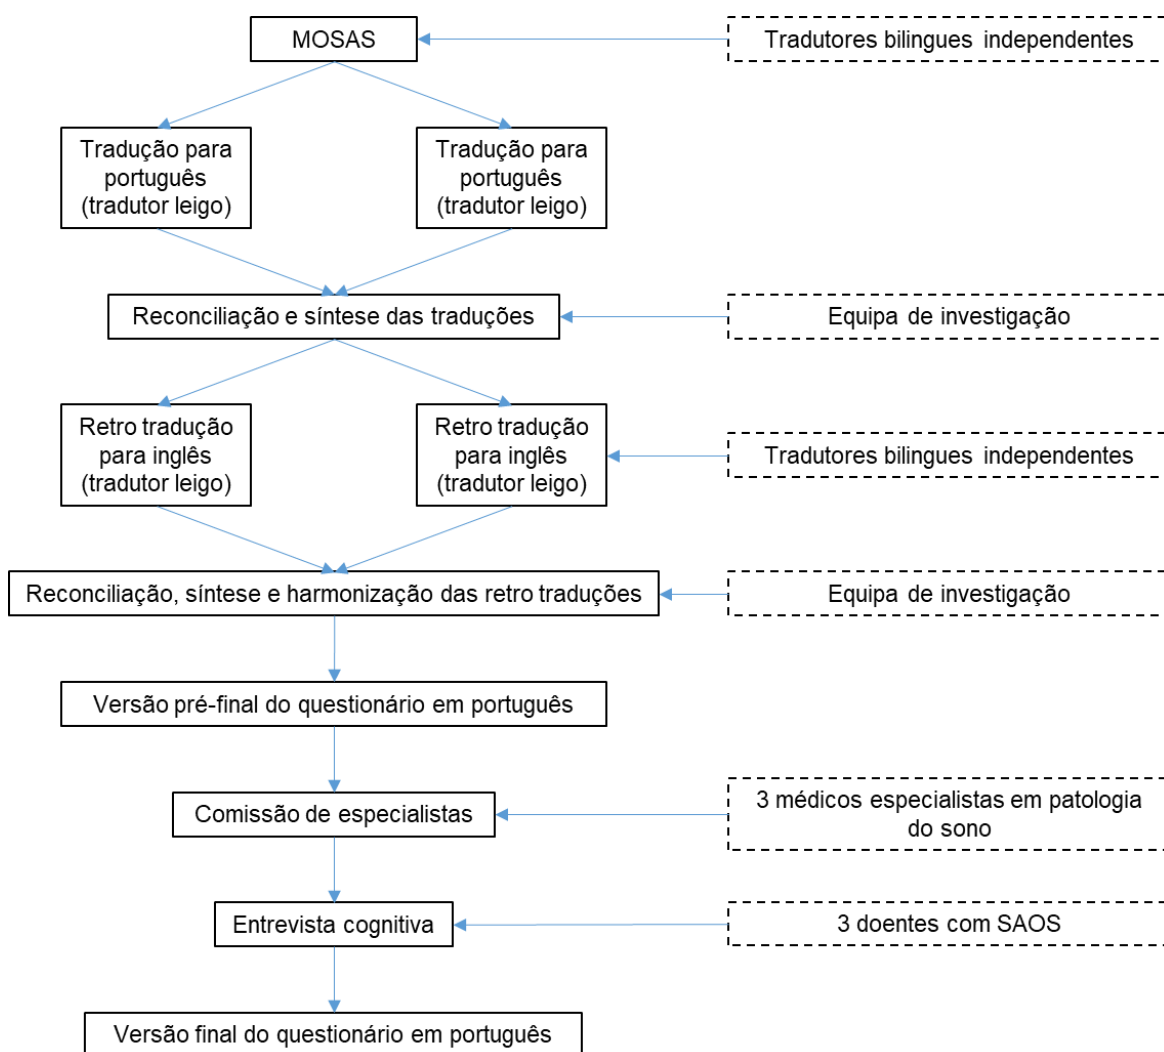 MOSAS
Tradutores bilingues independentes
Tradução para
português
(tradutor leigo)
Tradução para
português
(tradutor leigo)
Reconciliação e síntese das traduções
Equipa de investigação
Retro tradução
para inglês
(tradutor leigo)
Retro tradução
para inglês
(tradutor leigo)
Tradutores bilingues independentes
Reconciliação, síntese e harmonização das retro traduções
Equipa de investigação
Versão pré-final do questionário em português
Comissão de especialistas
3 médicos especialistas em patologia
do sono
Entrevista cognitiva
3 doentes com SAOS
Versão final do questionário em português